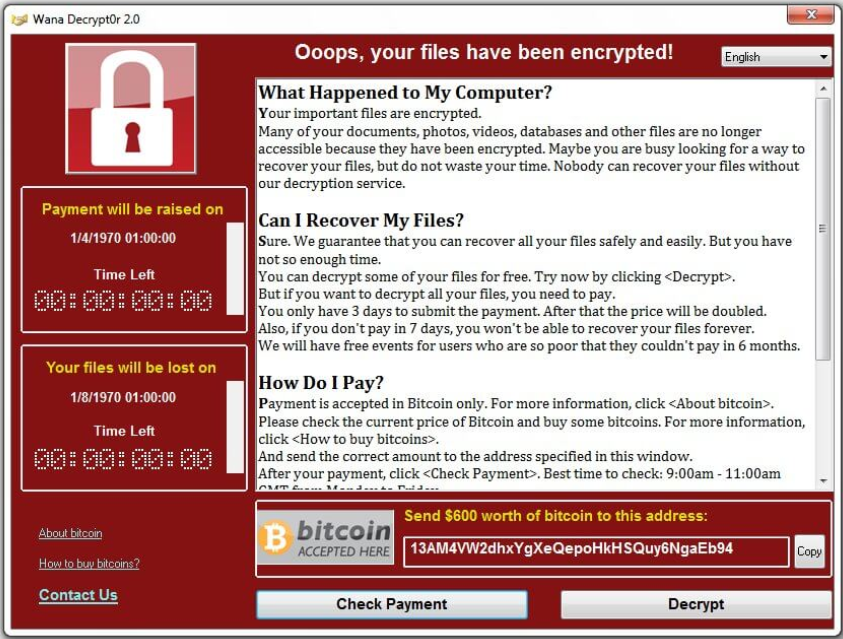 Wana Decrypt0r 2.0
Ooops, your files have been encrypted!
English
What Happened to My Computer?
Your important files are encrypted.
Many of your documents, photos, videos, databases and other files are no longer
accessible because they have been encrypted. Maybe you are busy looking for a way to
recover your files, but do not waste your time. Nobody can recover your files without
our decryption service.
Can I Recover My Files?
Sure. We guarantee that you can recover all your files safely and easily. But you have
not so enough time.
You can decrypt some of your files for free. Try now by clicking <Decrypt>.
But if you want to decrypt all your files, you need to pay.
You only have 3 days to submit the payment. After that the price will be doubled.
Also, if you don't pay in 7 days, you won't be able to recover your files forever.
We will have free events for users who are so poor that they couldn't pay in 6 months.
How Do I Pay?
Payment is accepted in Bitcoin only. For more information, click <About bitcoin>.
Please check the current price of Bitcoin and buy some bitcoins. For more information,
click <How to buy bitcoins>.
And send the correct amount to the address specified in this window.
After your payment, click <Check Payment>. Best time to check: 9:00am - 11:00am
GMT from Monday to Friday
Payment will be raised on
1/4/1970 01:00:00
Time Left
00:00:00:00
Your files will be lost on
1/8/1970 01:00:00
Time Left
00:00:00:00
About bitcoin
How to buy bitcoins?
Contact Us
bitcoin
ACCEPTED HERE
Send $600 worth of bitcoin to this address:
13AM4VW2dhxYgXeQepoHkHSQuy6NgaEb94
Copy
Check Payment
Decrypt